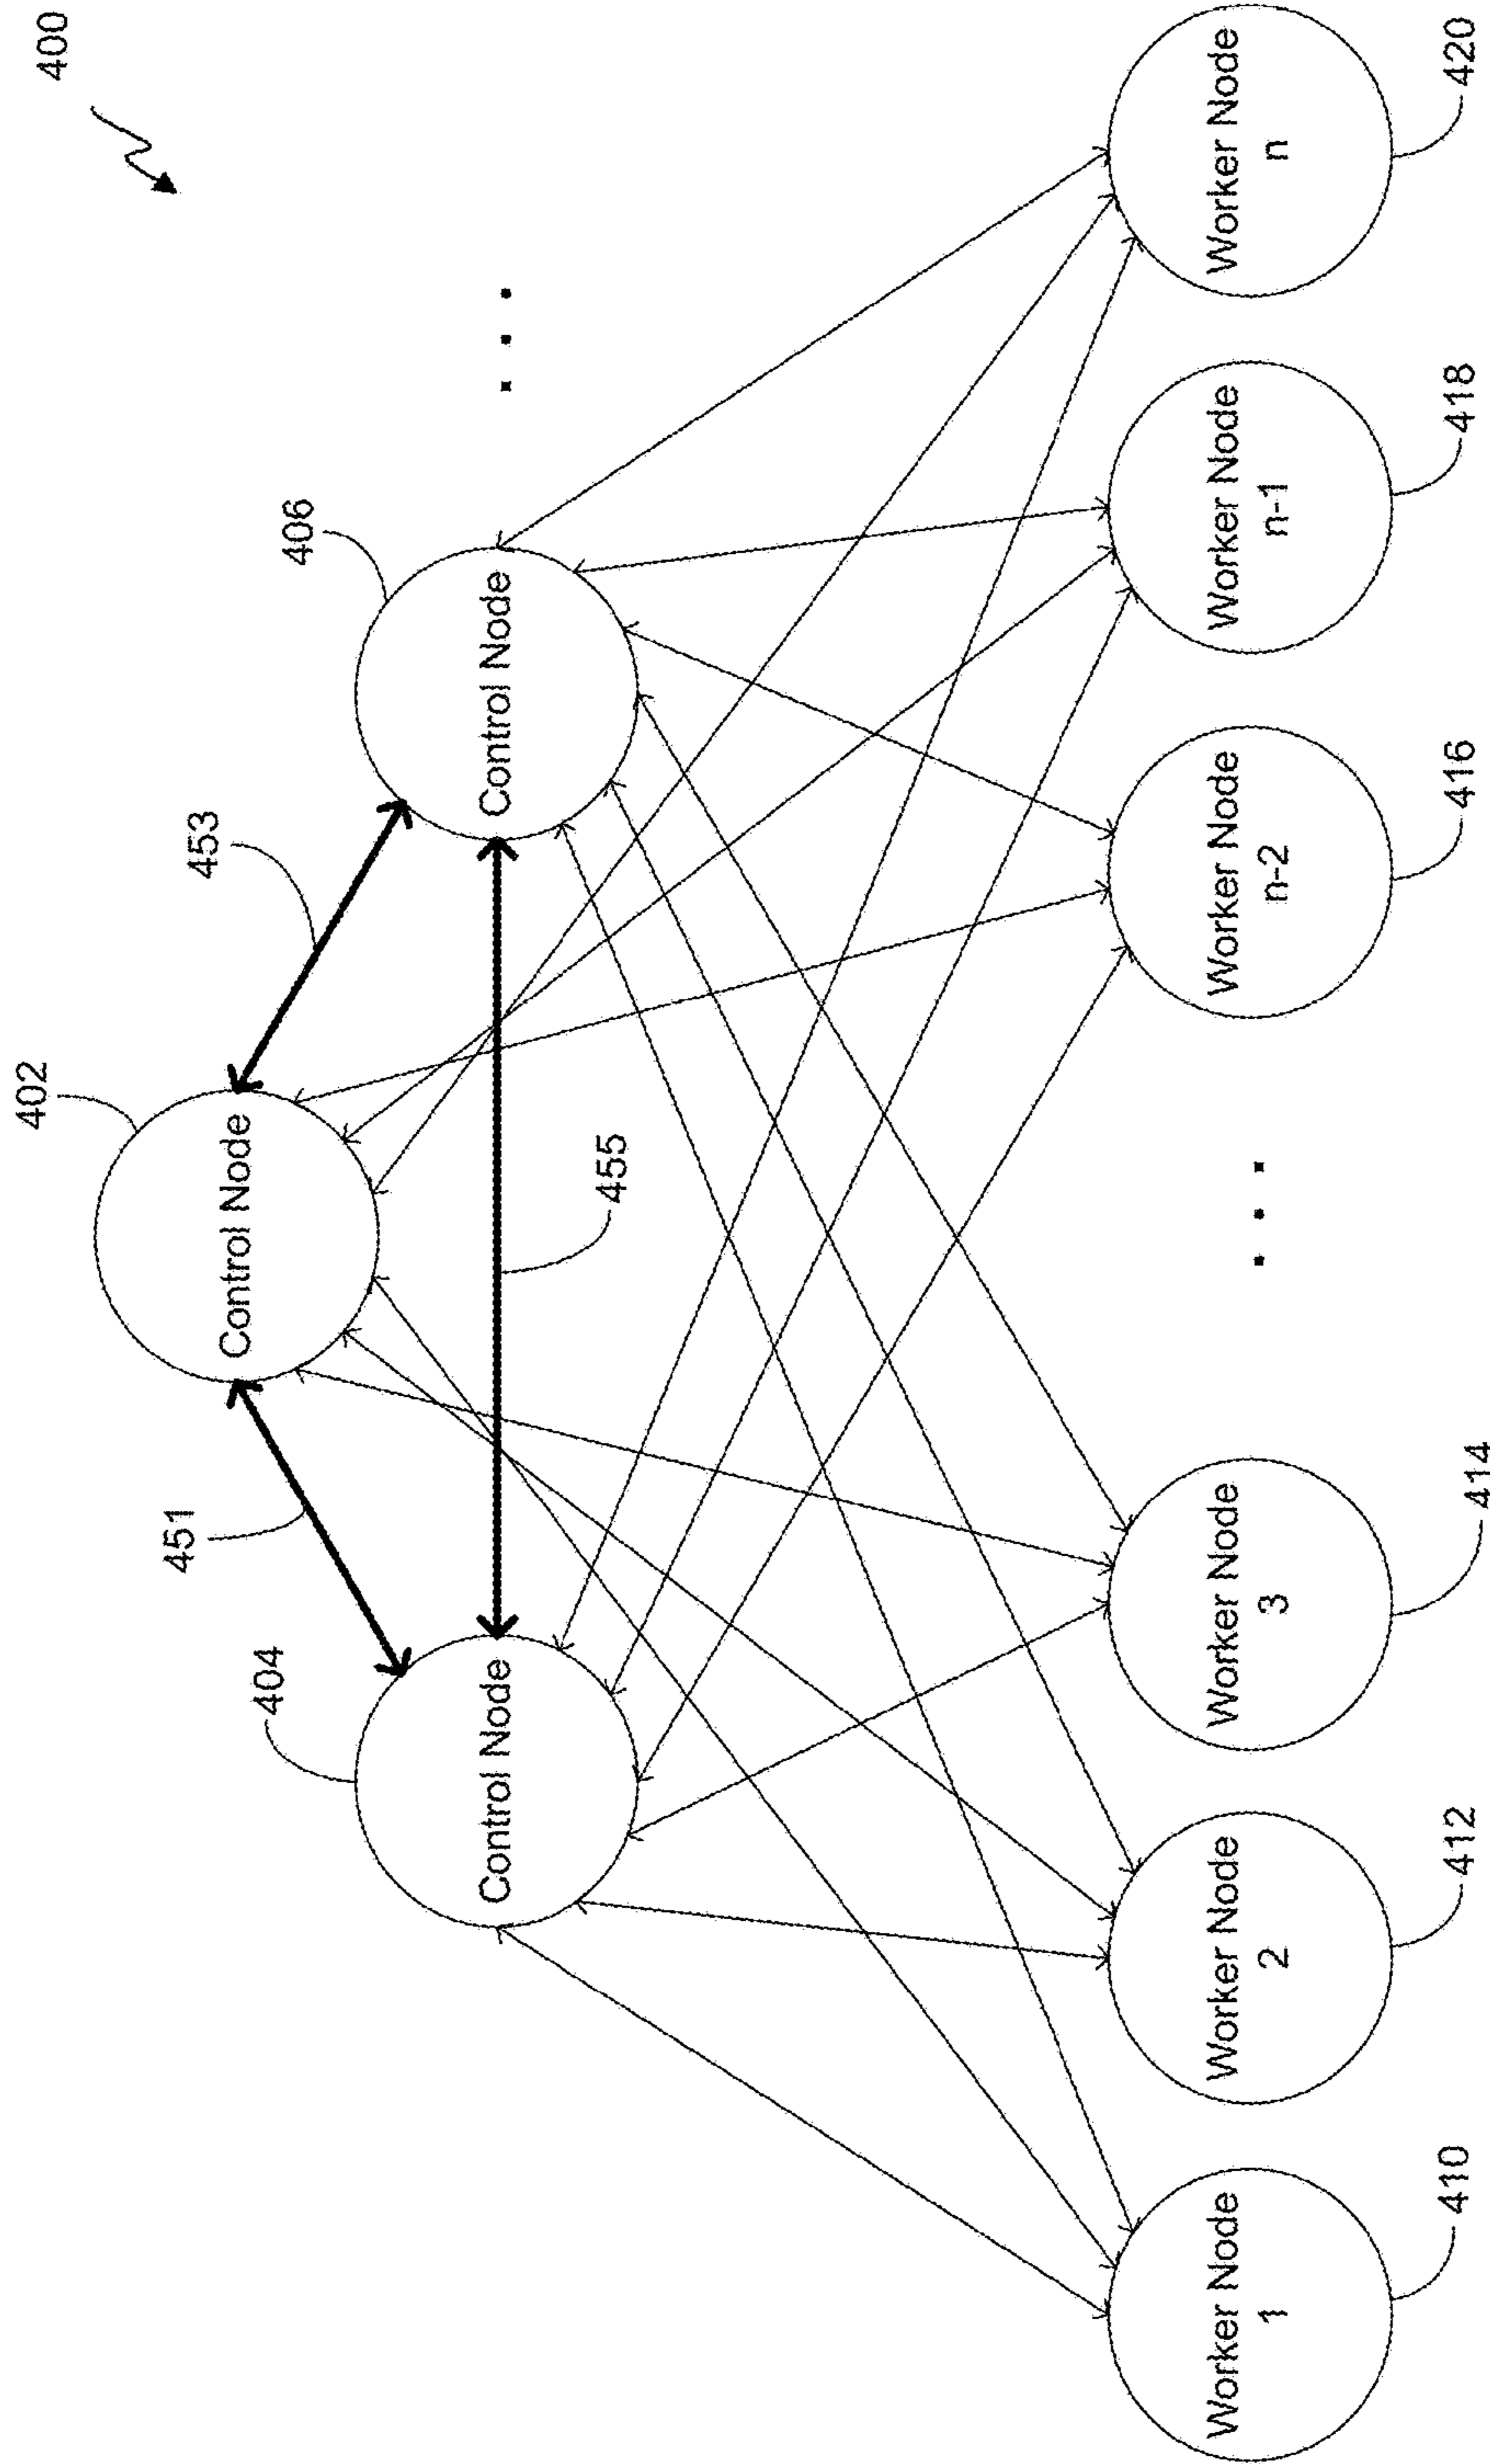 400
402
Control Node
451
453
404
Control Node
406
Control Node
. . .
455
Worker Node
1
Worker Node
2
Worker Node
3
. . .
Worker Node
n-2
Worker Node
n-1
Worker Node
n
410
412
414
416
418
420